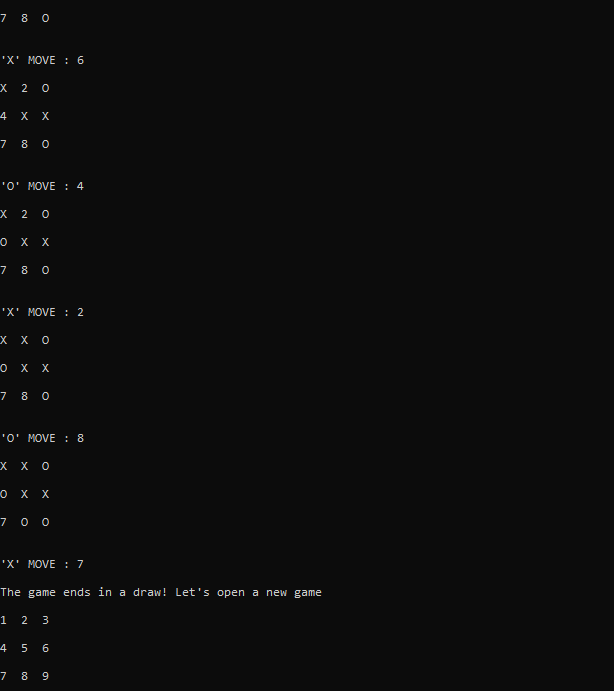 7  8  O
'X' MOVE : 6
X  2  O
4  X  X
7  8  O
'O' MOVE : 4
X  2  O
O  X  X
7  8  O
'X' MOVE : 2
X  X  O
O  X  X
7  8  O
'O' MOVE : 8
X  X  O
O  X  X
7  O  O
'X' MOVE : 7
The game ends in a draw! Let's open a new game
1  2  3
4  5  6
7  8  9